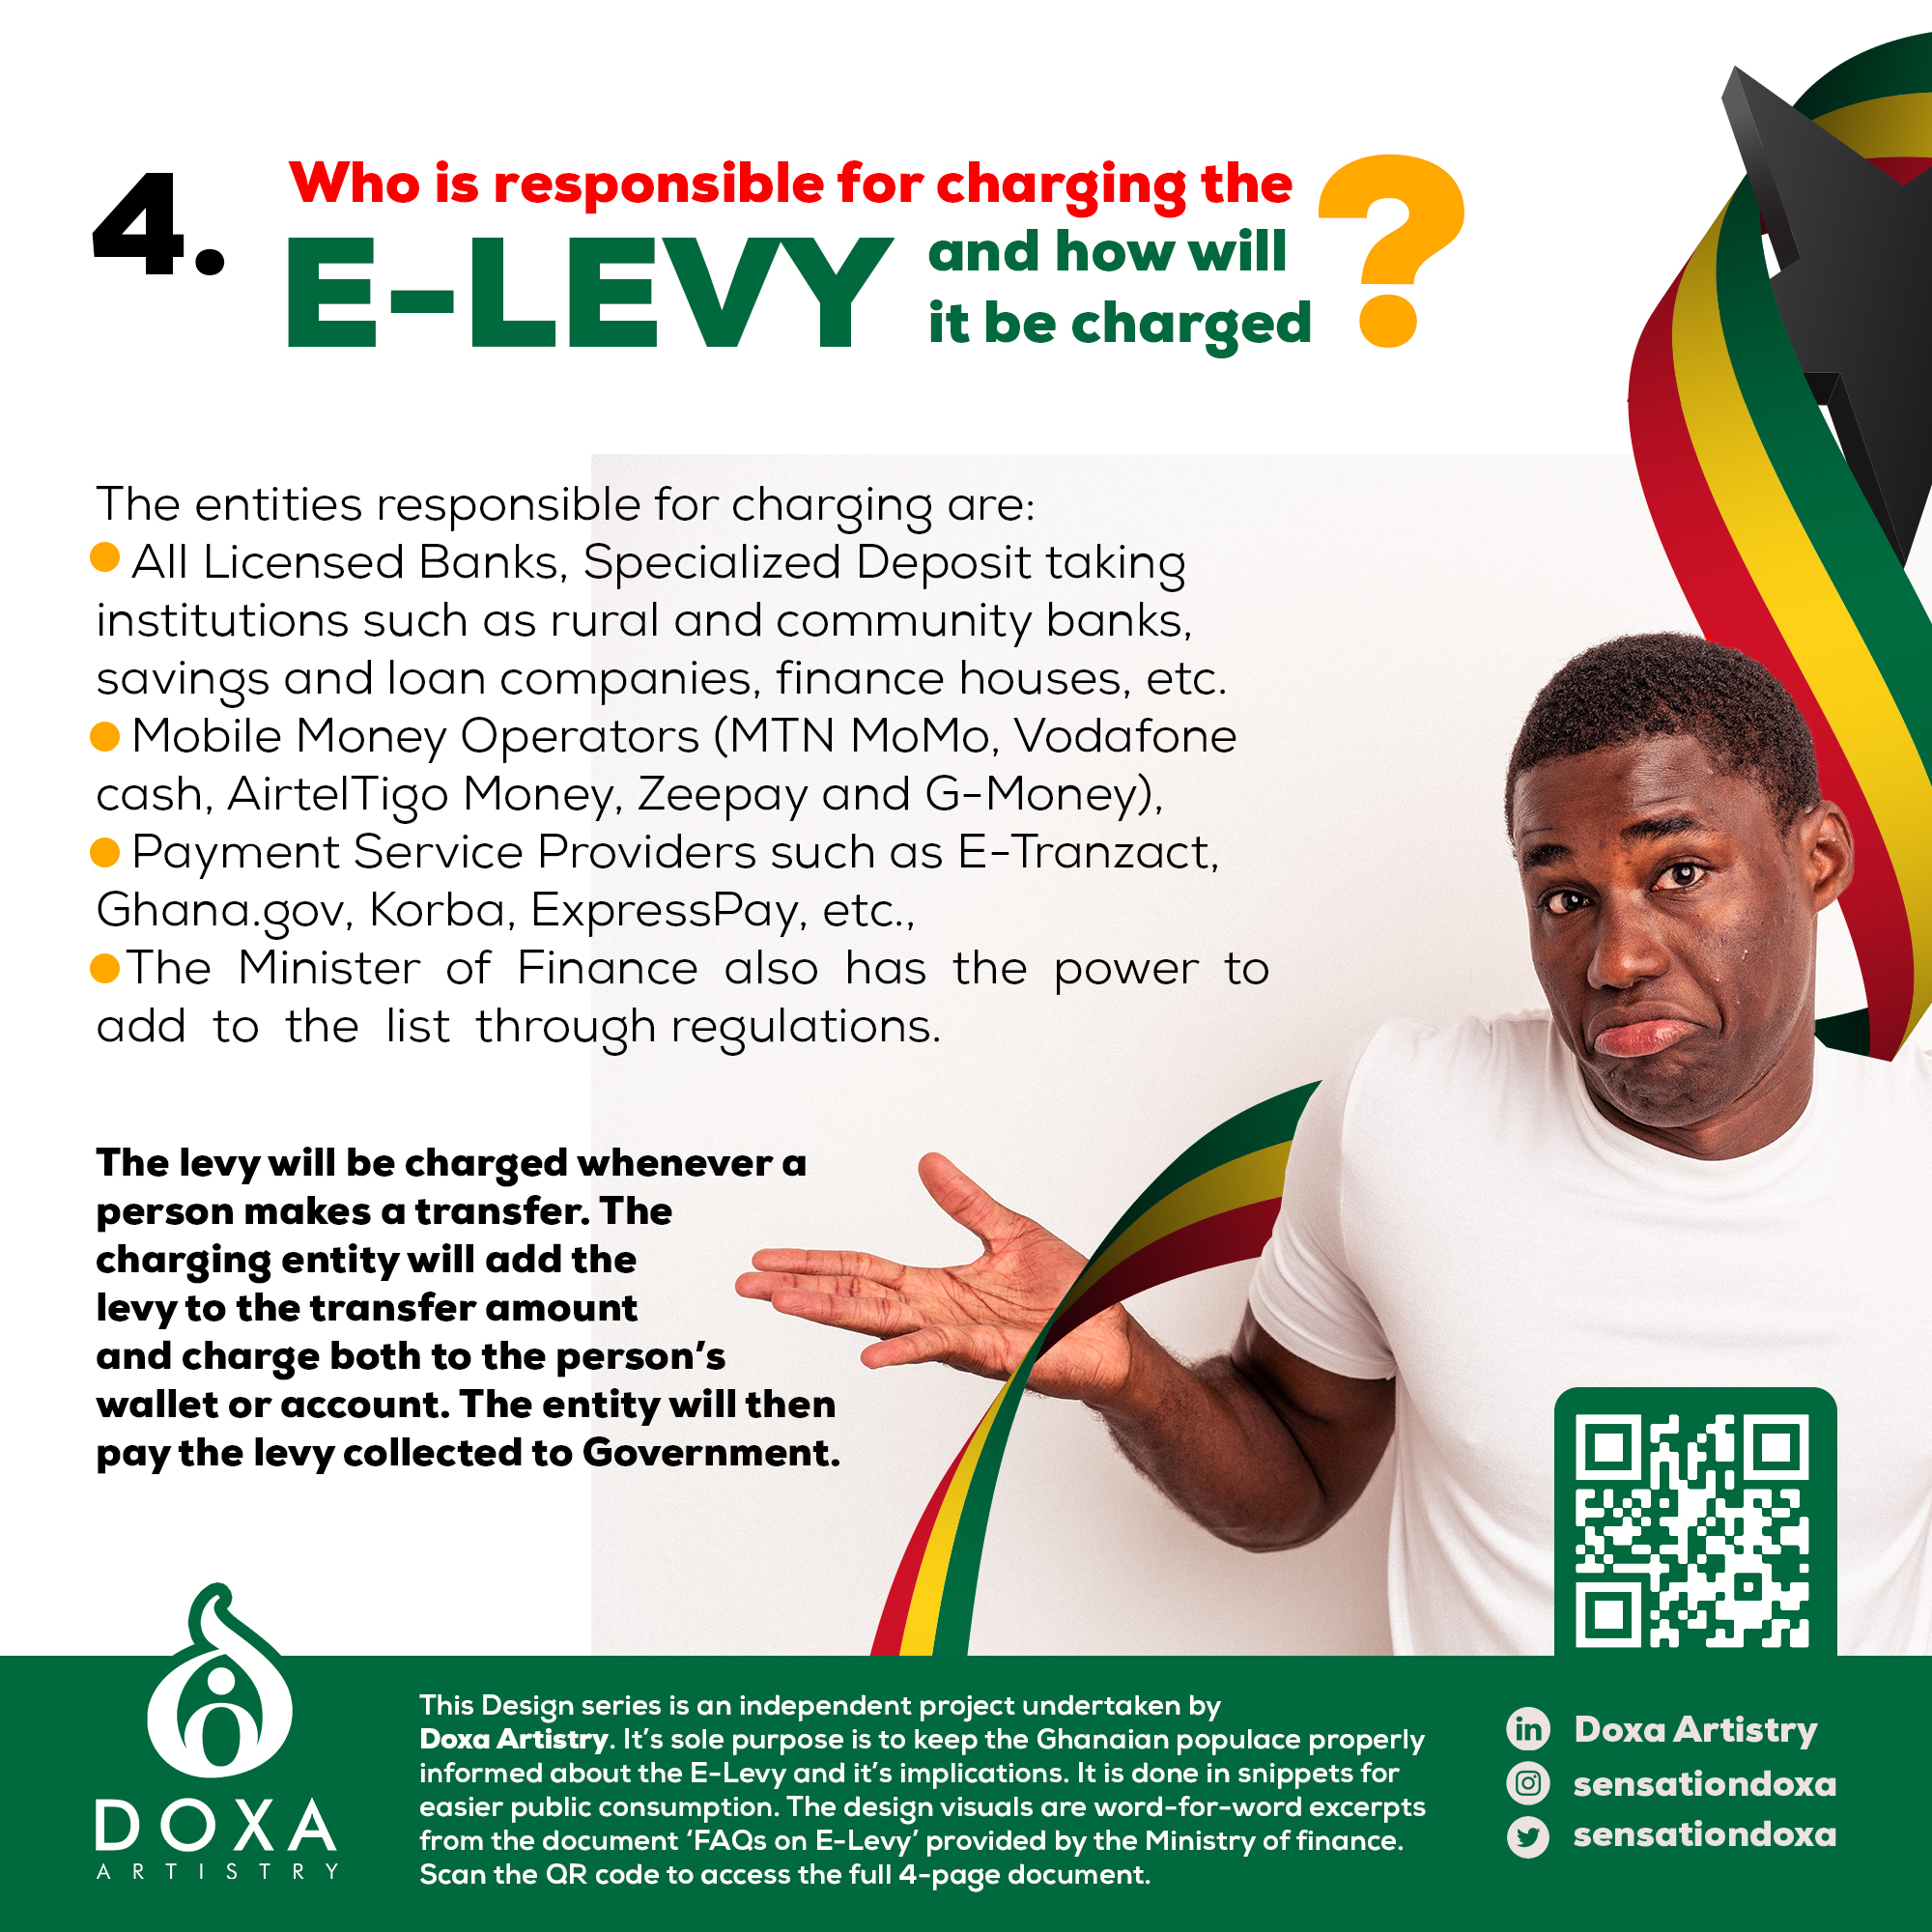 4.
Who is responsible for charging the
E-LEVY and how will
it be charged ?
The entities responsible for charging are:
● All Licensed Banks, Specialized Deposit taking
institutions such as rural and community banks,
savings and loan companies, finance houses, etc.
● Mobile Money Operators (MTN MoMo, Vodafone
cash, AirtelTigo Money, Zeepay and G-Money),
● Payment Service Providers such as E-Tranzact,
Ghana.gov, Korba, ExpressPay, etc.,
● The Minister of Finance also has the power to
add to the list through regulations.
The levy will be charged whenever a
person makes a transfer. The
charging entity will add the
levy to the transfer amount
and charge both to the person's
wallet or account. The entity will then
pay the levy collected to Government.
DOXA
ARTISTRY
This Design series is an independent project undertaken by
Doxa Artistry. It's sole purpose is to keep the Ghanaian populace properly
informed about the E-Levy and it's implications. It is done in snippets for
easier public consumption. The design visuals are word-for-word excerpts
from the document 'FAQs on E-Levy' provided by the Ministry of finance.
Scan the QR code to access the full 4-page document.
in Doxa Artistry
sensationdoxa
sensationdoxa